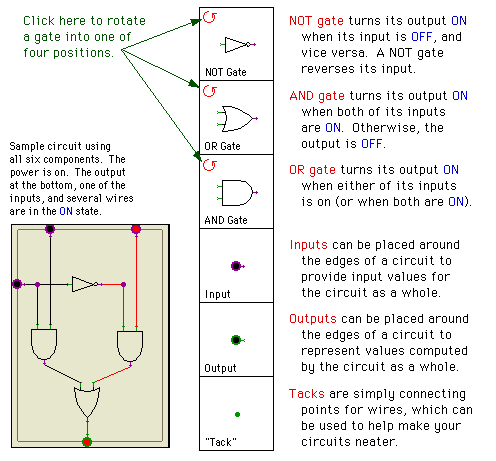 Click here to rotate
a gate into one of
four positions.
NOT Gate
OR Gate
AND Gate
Input
Output
"Tack"
NOT gate turns its output ON
when its input is OFF, and
vice versa. A NOT gate
reverses its input.
AND gate turns its output ON
when both of its inputs
are ON. Otherwise, the
output is OFF.
OR gate turns its output ON
when either of its inputs
is on (or when both are ON).
Inputs can be placed around
the edges of a circuit to
provide input values for
the circuit as a whole.
Outputs can be placed around
the edges of a circuit to
represent values computed
by the circuit as a whole.
Tacks are simply connecting
points for wires, which can
be used to help make your
circuits neater.
Sample circuit using
all six components. The
power is on. The output
at the bottom, one of the
inputs, and several wires
are in the ON state.